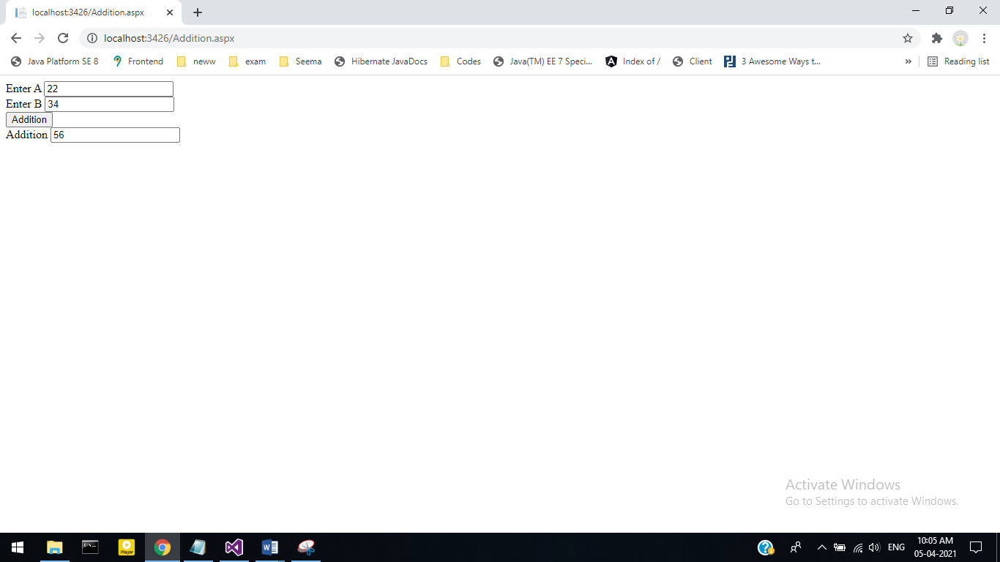 localhost:3426/Addition.aspx
localhost:3426/Addition.aspx
Java Platform SE 8 Frontend neww exam Seema Hibernate JavaDocs Codes Java(TM) EE 7 Speci... Index of / Client 3 Awesome Ways t... » Reading list
Enter A 22
Enter B 34
Addition
Addition 56
Activate Windows
Go to Settings to activate Windows.
Player
ENG
10:05 AM
05-04-2021